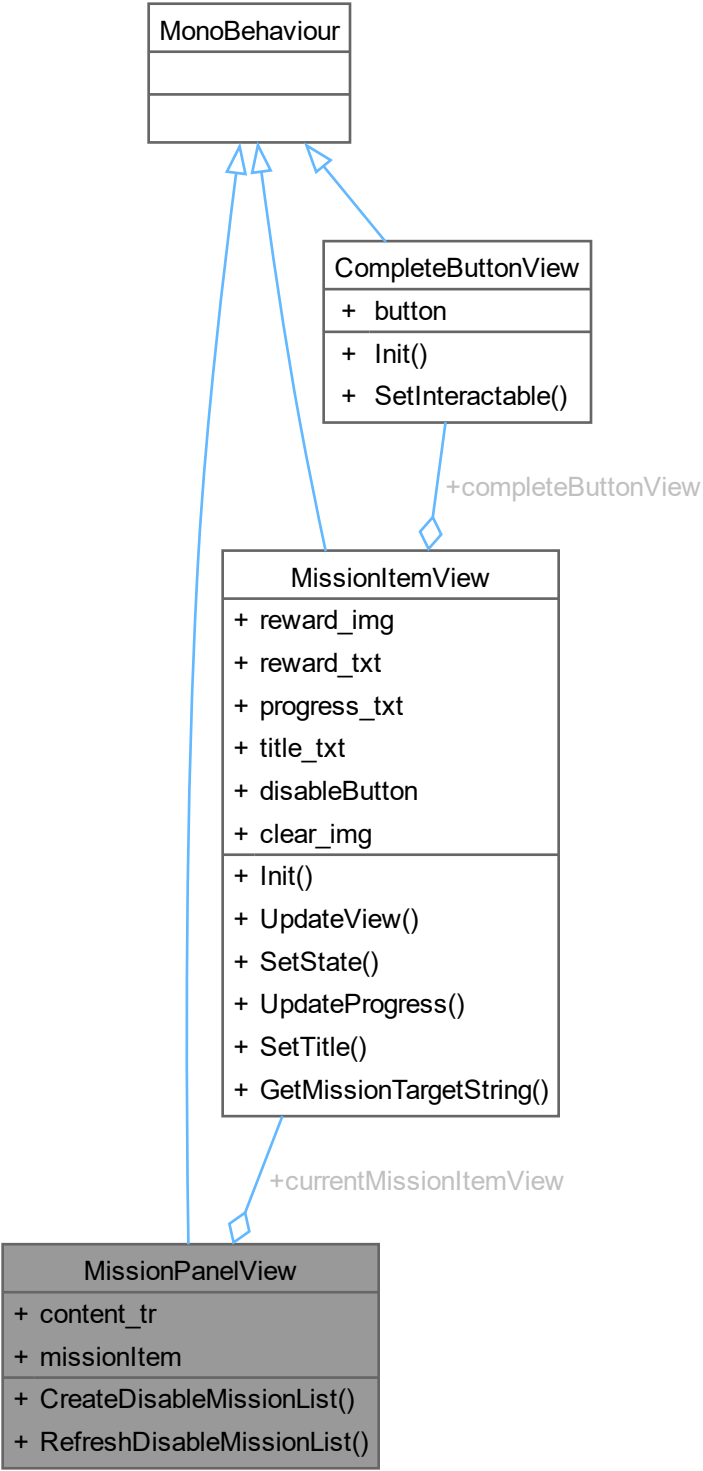 MonoBehaviour
CompleteButtonView
+ button
+ Init()
+ SetInteractable()
+completeButtonView
MissionItemView
+ reward_img
+ reward_txt
+ progress_txt
+ title_txt
+ disableButton
+ clear_img
+ Init()
+ UpdateView()
+ SetState()
+ UpdateProgress()
+ SetTitle()
+ GetMissionTargetString()
+currentMissionItemView
MissionPanelView
+ content_tr
+ missionItem
+ CreateDisableMissionList()
+ RefreshDisableMissionList()